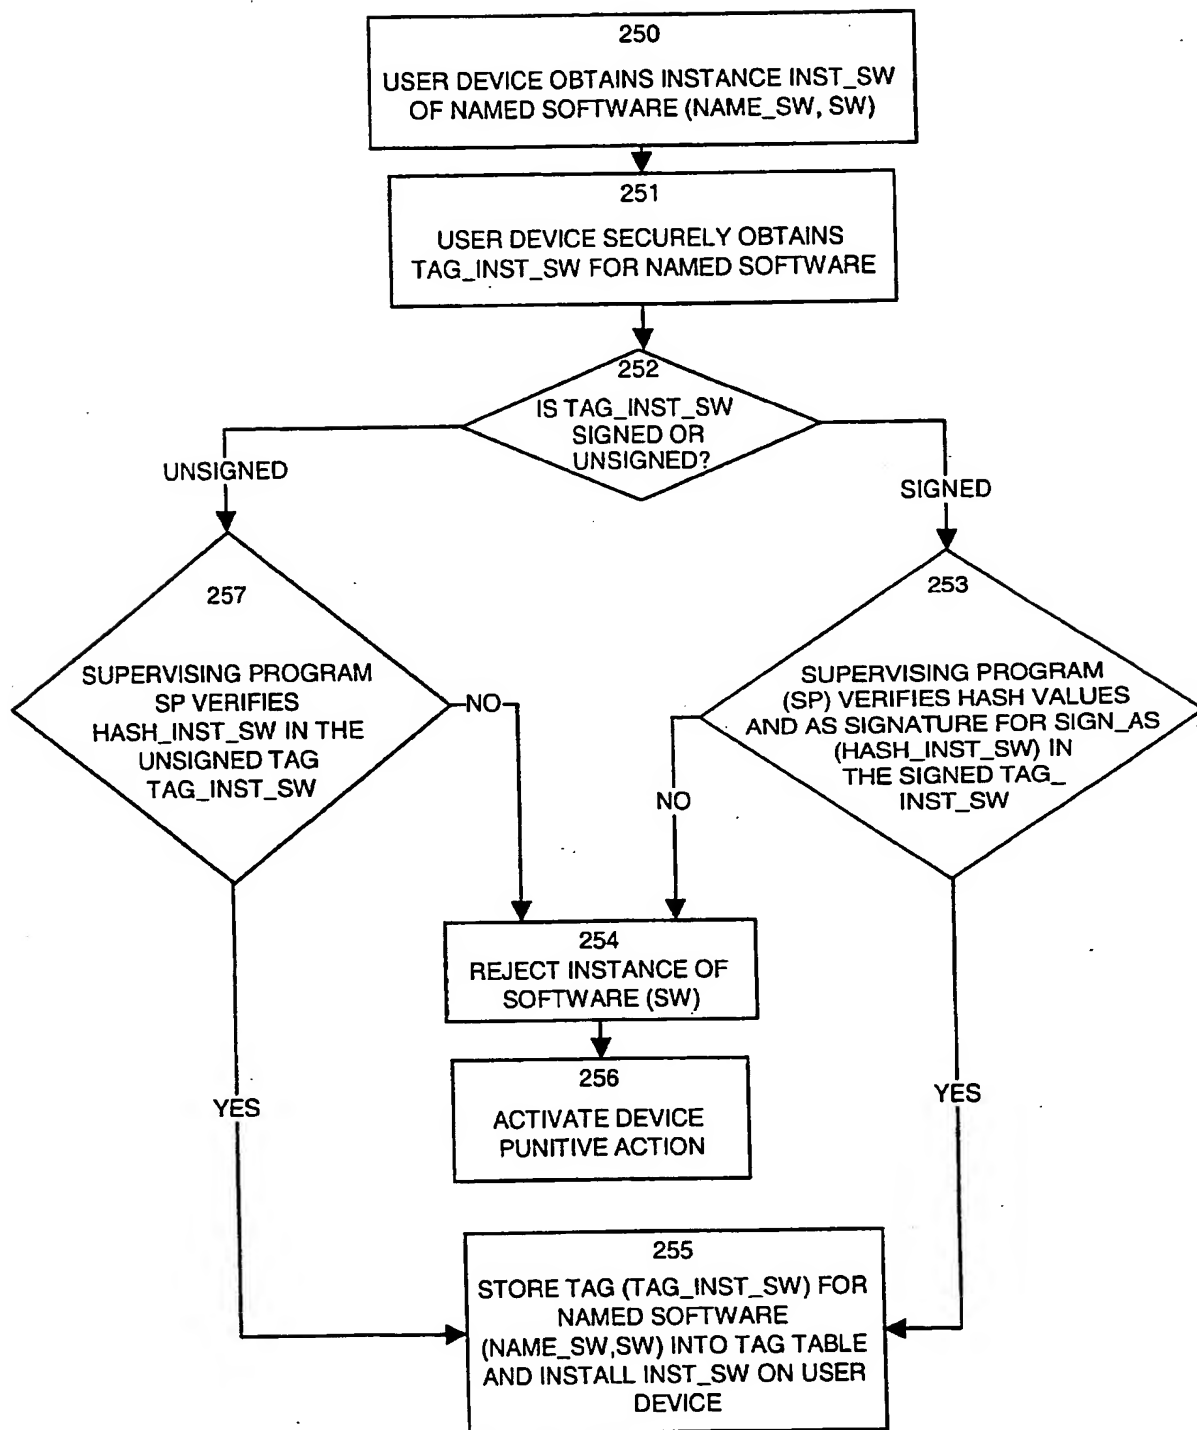 250
USER DEVICE OBTAINS INSTANCE INST_SW
OF NAMED SOFTWARE (NAME_SW, SW)
251
USER DEVICE SECURELY OBTAINS
TAG_INST_SW FOR NAMED SOFTWARE
252
IS TAG_INST_SW
SIGNED OR
UNSIGNED?
UNSIGNED
SIGNED
257
SUPERVISING PROGRAM
SP VERIFIES
HASH_INST_SW IN THE
UNSIGNED TAG
TAG_INST_SW
NO
253
SUPERVISING PROGRAM
(SP) VERIFIES HASH VALUES
AND AS SIGNATURE FOR SIGN_AS
(HASH_INST_SW) IN
THE SIGNED TAG_
INST_SW
NO
254
REJECT INSTANCE OF
SOFTWARE (SW)
256
ACTIVATE DEVICE
PUNITIVE ACTION
YES
YES
255
STORE TAG (TAG_INST_SW) FOR
NAMED SOFTWARE
(NAME_SW,SW) INTO TAG TABLE
AND INSTALL INST_SW ON USER
DEVICE